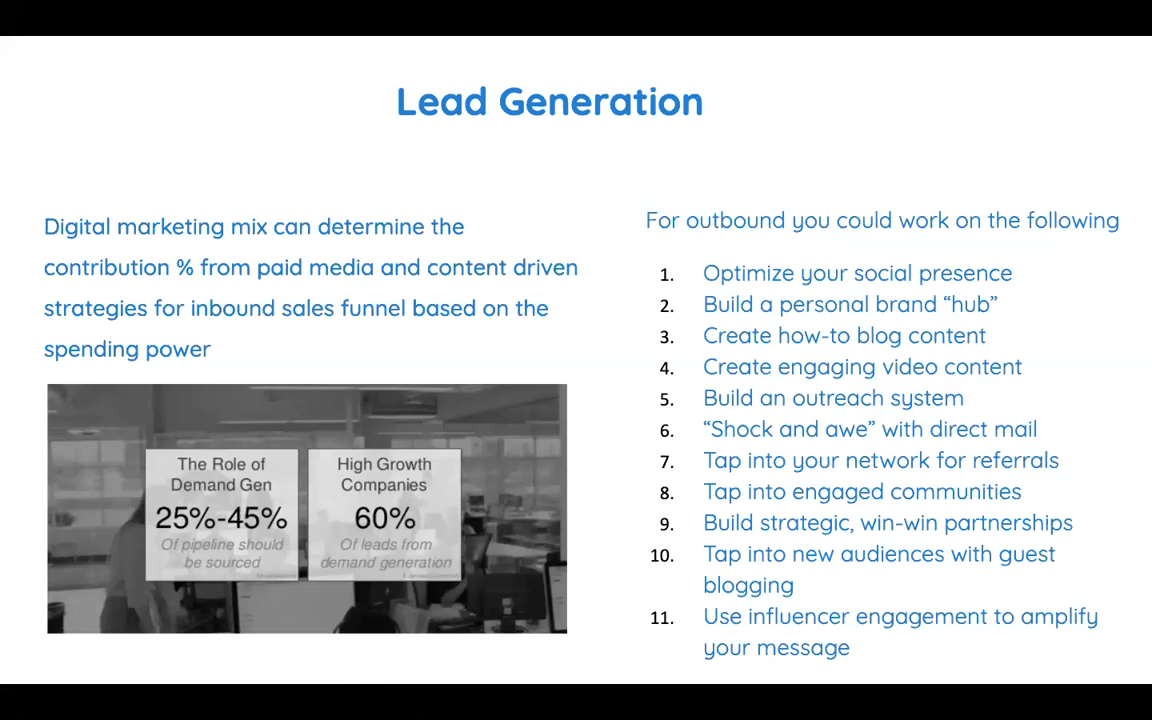 Lead Generation
Digital marketing mix can determine the
contribution % from paid media and content driven
strategies for inbound sales funnel based on the
spending power
The Role of
Demand Gen
25%-45%
Of pipeline should
be sourced
High Growth
Companies
60%
Of leads from
demand generation
For outbound you could work on the following
1. Optimize your social presence
2. Build a personal brand “hub”
3. Create how-to blog content
4. Create engaging video content
5. Build an outreach system
6. “Shock and awe” with direct mail
7. Tap into your network for referrals
8. Tap into engaged communities
9. Build strategic, win-win partnerships
10. Tap into new audiences with guest
blogging
11. Use influencer engagement to amplify
your message